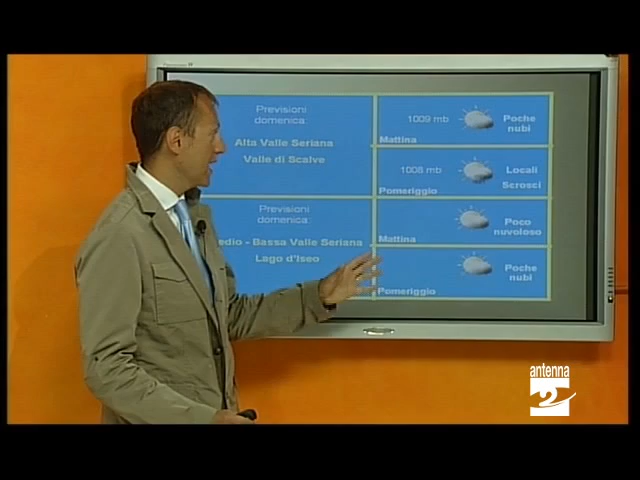 Previsioni
domenica:
Alta Valle Seriana
Valle di Scalve
1009 mb
Poche
nubi
Mattina
1008 mb
Locali
Scrosci
Pomeriggio
Previsioni
domenica:
edio - Bassa Valle Seriana
Lago d'Iseo
Poco
nuvoloso
Mattina
Poche
nubi
Pomeriggio
antenna
2